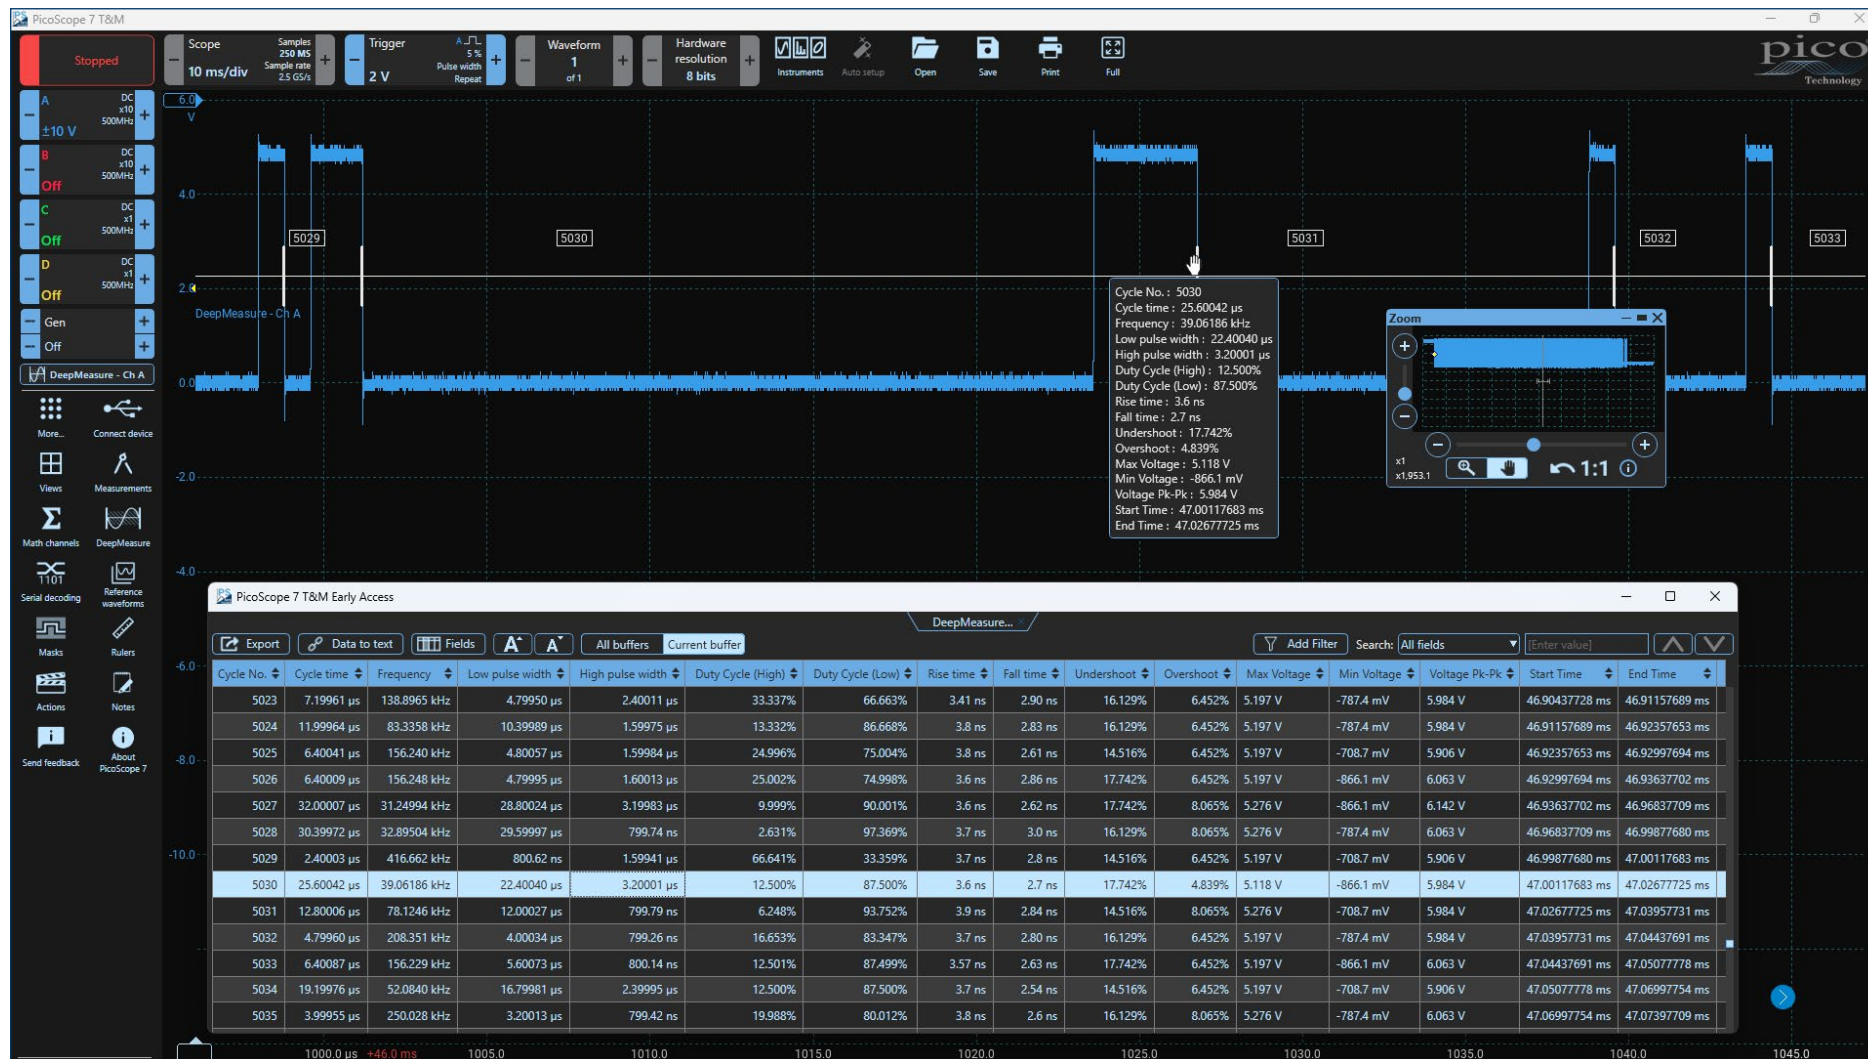 PicoScope 7 T&M
Stopped
Scope
10 ms/div
Samples
250 MS
Sample rate
2.5 GS/s
Trigger
2 V
A
5 %
Pulse width
Repeat
Waveform
1
of 1
Hardware
resolution
8 bits
Instruments
Auto setup
Open
Save
Print
Full
pico
Technology
A
DC
x10
500MHz
±10 V
B
DC
x10
500MHz
Off
C
DC
x1
500MHz
Off
D
DC
x1
500MHz
Off
Gen
Off
DeepMeasure - Ch A
More...
Connect device
Views
Measurements
Math channels
DeepMeasure
Serial decoding
Reference
waveforms
Masks
Rulers
Actions
Notes
Send feedback
About
PicoScope 7
6.0
V
4.0
2.0
0.0
-2.0
-4.0
-6.0
-8.0
-10.0
DeepMeasure - Ch A
5029
5030
5031
5032
5033
Cycle No. : 5030
Cycle time : 25.60042 µs
Frequency : 39.06186 kHz
Low pulse width : 22.40040 µs
High pulse width : 3.20001 µs
Duty Cycle (High) : 12.500%
Duty Cycle (Low) : 87.500%
Rise time : 3.6 ns
Fall time : 2.7 ns
Undershoot : 17.742%
Overshoot : 4.839%
Max Voltage : 5.118 V
Min Voltage : -866.1 mV
Voltage Pk-Pk : 5.984 V
Start Time : 47.00117683 ms
End Time : 47.02677725 ms
Zoom
x1
x1,953.1
1:1
PicoScope 7 T&M Early Access
DeepMeasure...
Export Data to text Fields A A All buffers Current buffer Add Filter Search: All fields [Enter value]
Cycle No. Cycle time Frequency Low pulse width High pulse width Duty Cycle (High) Duty Cycle (Low) Rise time Fall time Undershoot Overshoot Max Voltage Min Voltage Voltage Pk-Pk Start Time End Time
5023 7.19961 µs 138.8965 kHz 4.79950 µs 2.40011 µs 33.337% 66.663% 3.41 ns 2.90 ns 16.129% 6.452% 5.197 V -787.4 mV 5.984 V 46.90437728 ms 46.91157689 ms
5024 11.99964 µs 83.3358 kHz 10.39989 µs 1.59975 µs 13.332% 86.668% 3.8 ns 2.83 ns 16.129% 6.452% 5.197 V -787.4 mV 5.984 V 46.91157689 ms 46.92357653 ms
5025 6.40041 µs 156.240 kHz 4.80057 µs 1.59984 µs 24.996% 75.004% 3.8 ns 2.61 ns 14.516% 6.452% 5.197 V -708.7 mV 5.906 V 46.92357653 ms 46.92997694 ms
5026 6.40009 µs 156.248 kHz 4.79995 µs 1.60013 µs 25.002% 74.998% 3.6 ns 2.86 ns 17.742% 6.452% 5.197 V -866.1 mV 6.063 V 46.92997694 ms 46.93637702 ms
5027 32.00007 µs 31.24994 kHz 28.80024 µs 3.19983 µs 9.999% 90.001% 3.6 ns 2.62 ns 17.742% 8.065% 5.276 V -866.1 mV 6.142 V 46.93637702 ms 46.96837709 ms
5028 30.39972 µs 32.89504 kHz 29.59997 µs 799.74 ns 2.631% 97.369% 3.7 ns 3.0 ns 16.129% 8.065% 5.276 V -787.4 mV 6.063 V 46.96837709 ms 46.99877680 ms
5029 2.40003 µs 416.662 kHz 800.62 ns 1.59941 µs 66.641% 33.359% 3.7 ns 2.8 ns 14.516% 6.452% 5.197 V -708.7 mV 5.906 V 46.99877680 ms 47.00117683 ms
5030 25.60042 µs 39.06186 kHz 22.40040 µs 3.20001 µs 12.500% 87.500% 3.6 ns 2.7 ns 17.742% 4.839% 5.118 V -866.1 mV 5.984 V 47.00117683 ms 47.02677725 ms
5031 12.80006 µs 78.1246 kHz 12.00027 µs 799.79 ns 6.248% 93.752% 3.9 ns 2.84 ns 14.516% 8.065% 5.276 V -708.7 mV 5.984 V 47.02677725 ms 47.03957731 ms
5032 4.79960 µs 208.351 kHz 4.00034 µs 799.26 ns 16.653% 83.347% 3.7 ns 2.80 ns 16.129% 6.452% 5.197 V -787.4 mV 5.984 V 47.03957731 ms 47.04437691 ms
5033 6.40087 µs 156.229 kHz 5.60073 µs 800.14 ns 12.501% 87.499% 3.57 ns 2.63 ns 17.742% 6.452% 5.197 V -866.1 mV 6.063 V 47.04437691 ms 47.05077778 ms
5034 19.19976 µs 52.0840 kHz 16.79981 µs 2.39995 µs 12.500% 87.500% 3.7 ns 2.54 ns 14.516% 6.452% 5.197 V -708.7 mV 5.906 V 47.05077778 ms 47.06997754 ms
5035 3.99955 µs 250.028 kHz 3.20013 µs 799.42 ns 19.988% 80.012% 3.8 ns 2.6 ns 16.129% 8.065% 5.276 V -787.4 mV 6.063 V 47.06997754 ms 47.07397709 ms
1000.0 µs +46.0 ms 1005.0 1010.0 1015.0 1020.0 1025.0 1030.0 1035.0 1040.0 1045.0